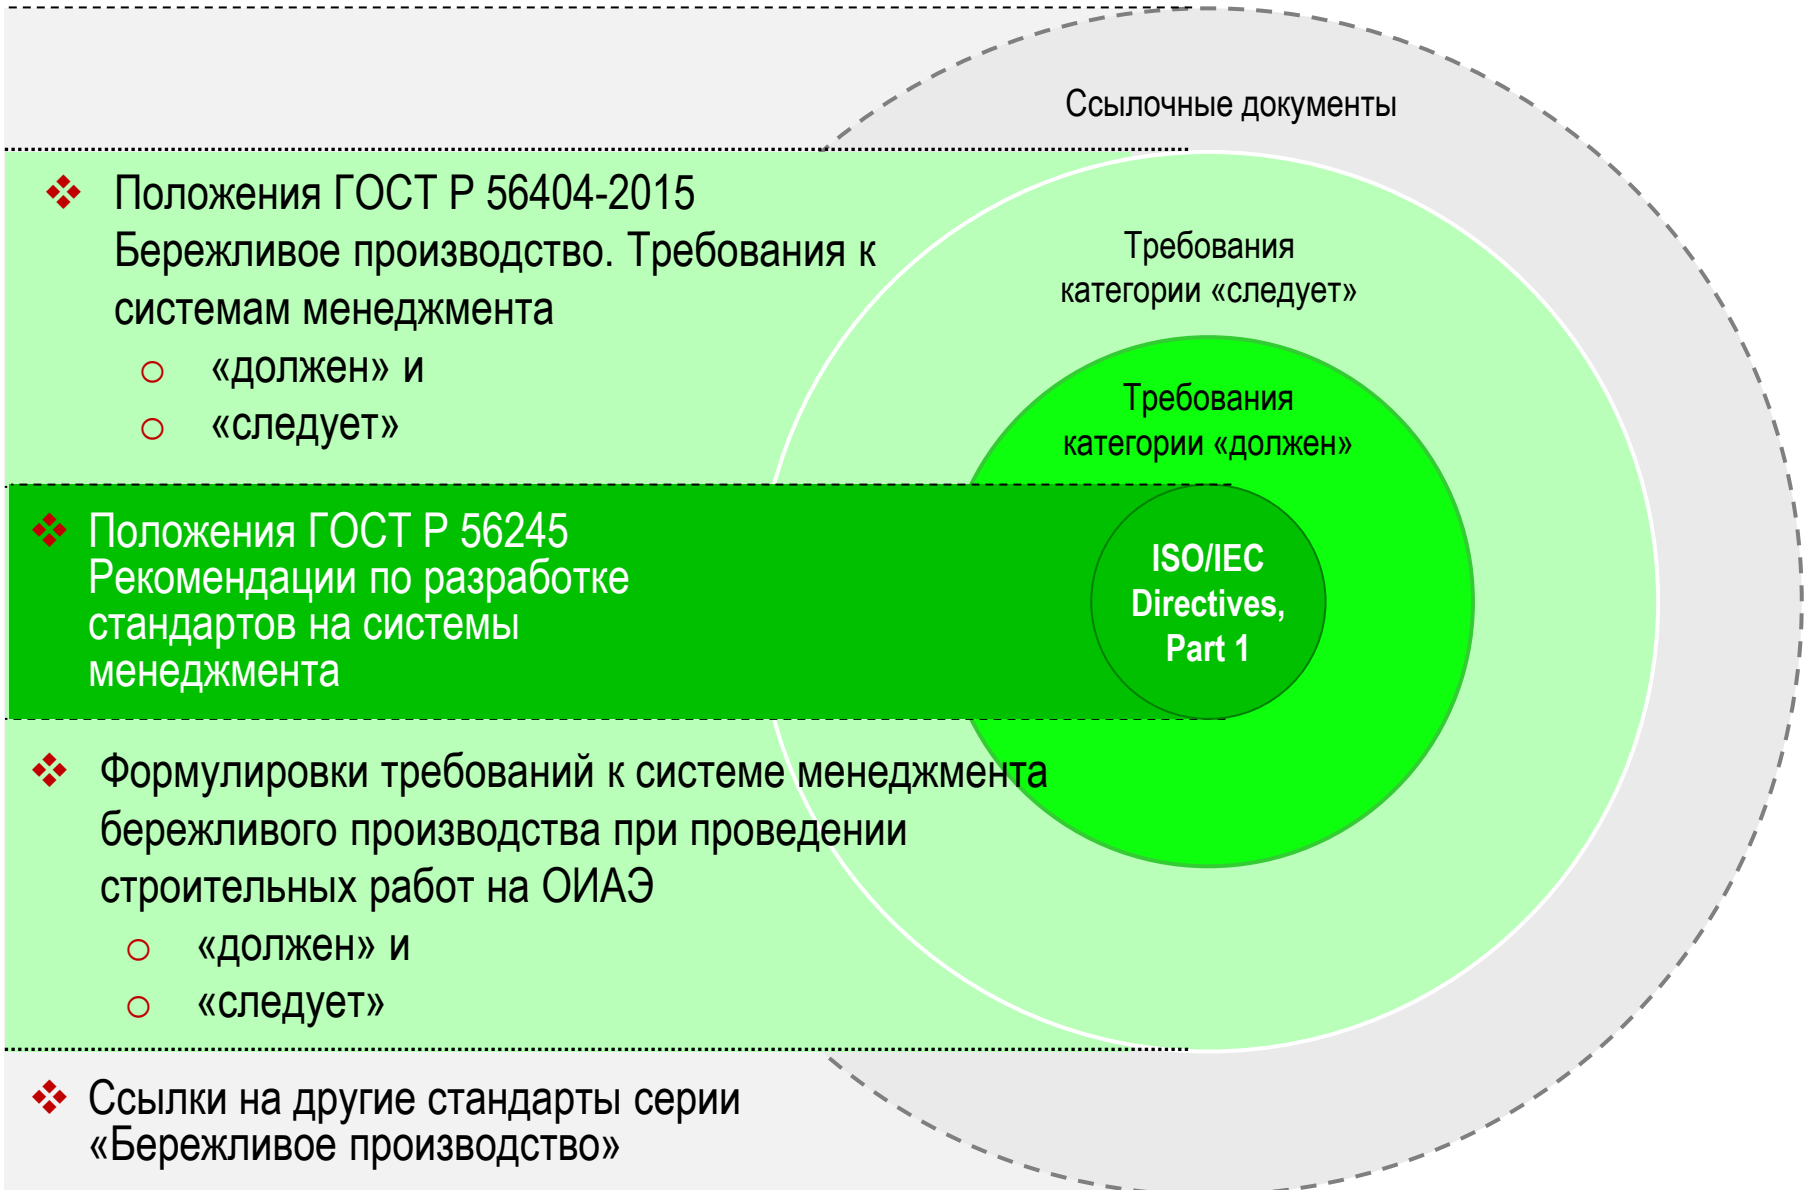 Ссылочные документы
❖ Положения ГОСТ Р 56404-2015
Бережливое производство. Требования к
системам менеджмента
o «должен» и
o «следует»
Требования
категории «следует»
Требования
категории «должен»
❖ Положения ГОСТ Р 56245
Рекомендации по разработке
стандартов на системы
менеджмента
ISO/IEC
Directives,
Part 1
❖ Формулировки требований к системе менеджмента
бережливого производства при проведении
строительных работ на ОИАЭ
o «должен» и
o «следует»
❖ Ссылки на другие стандарты серии
«Бережливое производство»